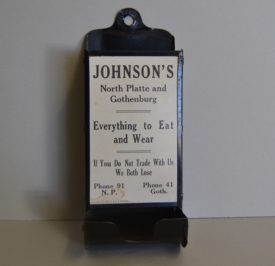 JOHNSON'S
North Platte and
Gothenburg
Everything to Eat
and Wear
If You Do Not Trade With Us
We Both Lose
Phone 91 Phone 41
N. P. Goth.